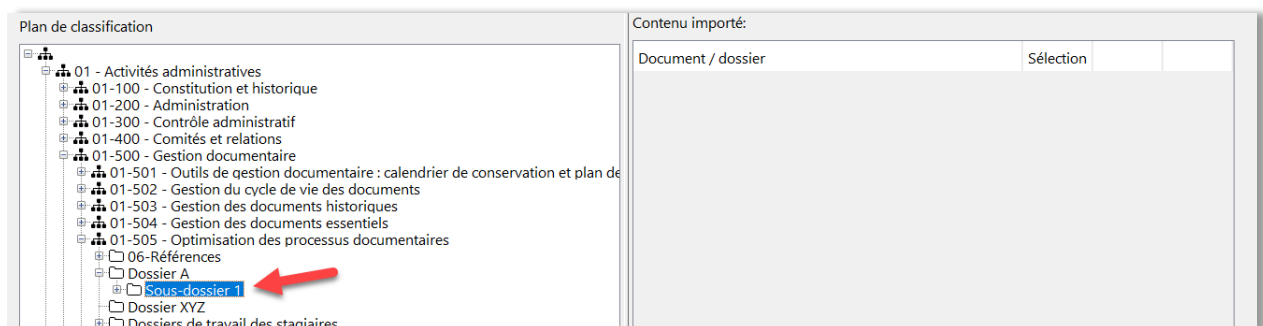 Plan de classification
01 - Activités administratives
01-100 - Constitution et historique
01-200 - Administration
01-300 - Contrôle administratif
01-400 - Comités et relations
01-500 - Gestion documentaire
01-501 - Outils de gestion documentaire : calendrier de conservation et plan de
01-502 - Gestion du cycle de vie des documents
01-503 - Gestion des documents historiques
01-504 - Gestion des documents essentiels
01-505 - Optimisation des processus documentaires
06-Références
Dossier A
Sous-dossier 1
Dossier XYZ
Dossiers de travail des stagiaires
Contenu importé:
Document / dossier Sélection